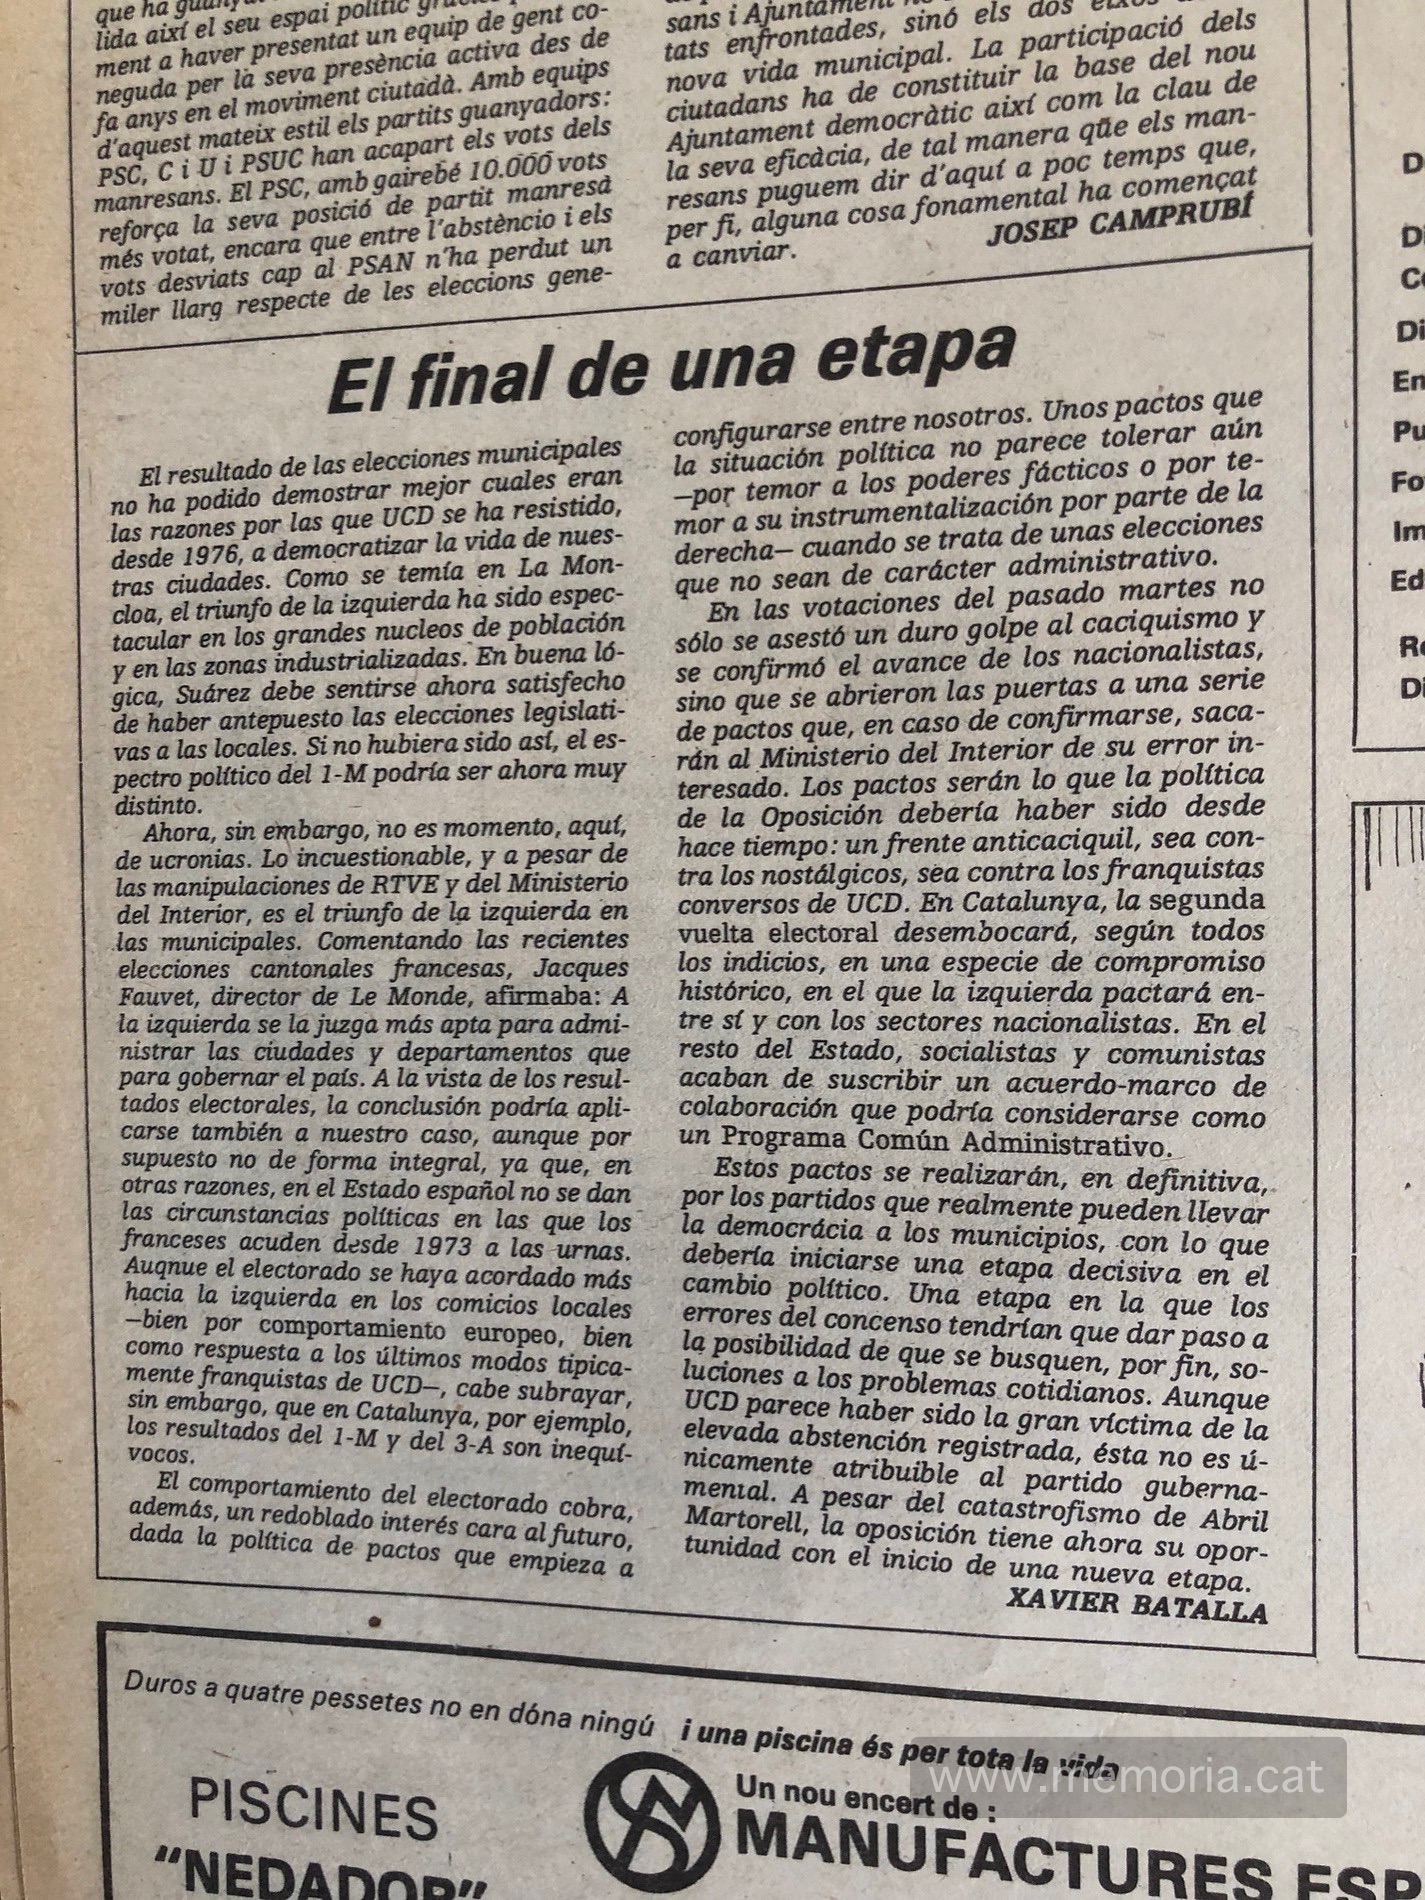 lida així el seu espai polític
ment a haver presentat un equip de gent co-
neguda per la seva presència activa des de
fa anys en el moviment ciutadà. Amb equips
d'aquest mateix estil els partits guanyadors:
PSC, C i U i PSUC han acapart els vots dels
manresans. El PSC, amb gairebé 10.000 vots
reforça la seva posició de partit manresà
més votat, encara que entre l'abstèncio i els
vots desviats cap al PSAN n'ha perdut un
miler llarg respecte de les eleccions gene-
sans i Ajuntament
tats enfrontades, sinó els dos
nova vida municipal. La participació dels
ciutadans ha de constituir la base del nou
Ajuntament democràtic així com la clau de
la seva eficàcia, de tal manera qüe els man-
resans puguem dir d'aquí a poc temps que,
per fi, alguna cosa fonamental ha començat
a canviar.
JOSEP CAMPRUBÍ
El final de una etapa
El resultado de las elecciones municipales
no ha podido demostrar mejor cuales eran
las razones por las que UCD se ha resistido,
desde 1976, a democratizar la vida de nues-
tras ciudades. Como se temía en La Mon-
cloa, el triunfo de la izquierda ha sido espec-
tacular en los grandes nucleos de población
y en las zonas industrializadas. En buena ló-
gica, Suárez debe sentirse ahora satisfecho
de haber antepuesto las elecciones legislati-
vas a las locales. Si no hubiera sido así, el es-
pectro político del 1-M podría ser ahora muy
distinto.
Ahora, sin embargo, no es momento, aquí,
de ucronias. Lo incuestionable, y a pesar de
las manipulaciones de RTVE y del Ministerio
del Interior, es el triunfo de la izquierda en
las municipales. Comentando las recientes
elecciones cantonales francesas, Jacques
Fauvet, director de Le Monde, afirmaba: A
la izquierda se la juzga más apta para admi-
nistrar las ciudades y departamentos que
para gobernar el país. A la vista de los resul-
tados electorales, la conclusión podría apli-
carse también a nuestro caso, aunque por
supuesto no de forma integral, ya que, en
otras razones, en el Estado español no se dan
las circunstancias políticas en las que los
franceses acuden desde 1973 a las urnas.
Auqnue el electorado se haya acordado más
hacia la izquierda en los comicios locales
—bien por comportamiento europeo, bien
como respuesta a los últimos modos tipica-
mente franquistas de UCD—, cabe subrayar,
sin embargo, que en Catalunya, por ejemplo,
los resultados del 1-M y del 3-A son inequí-
vocos.
El comportamiento del electorado cobra,
además, un redoblado interés cara al futuro,
dada la política de pactos que empieza a
configurarse entre nosotros. Unos pactos que
la situación política no parece tolerar aún
—por temor a los poderes fácticos o por te-
mor a su instrumentalización por parte de la
derecha— cuando se trata de unas elecciones
que no sean de carácter administrativo.
En las votaciones del pasado martes no
sólo se asestó un duro golpe al caciquismo y
se confirmó el avance de los nacionalistas,
sino que se abrieron las puertas a una serie
de pactos que, en caso de confirmarse, saca-
rán al Ministerio del Interior de su error in-
teresado. Los pactos serán lo que la política
de la Oposición debería haber sido desde
hace tiempo: un frente anticaciquil, sea con-
tra los nostálgicos, sea contra los franquistas
conversos de UCD. En Catalunya, la segunda
vuelta electoral desembocará, según todos
los indicios, en una especie de compromiso
histórico, en el que la izquierda pactará en-
tre sí y con los sectores nacionalistas. En el
resto del Estado, socialistas y comunistas
acaban de suscribir un acuerdo-marco de
colaboración que podría considerarse como
un Programa Común Administrativo.
Estos pactos se realizarán, en definitiva,
por los partidos que realmente pueden llevar
la democrácia a los municipios, con lo que
debería iniciarse una etapa decisiva en el
cambio político. Una etapa en la que los
errores del concenso tendrían que dar paso a
la posibilidad de que se busquen, por fin, so-
luciones a los problemas cotidianos. Aunque
UCD parece haber sido la gran víctima de la
elevada abstención registrada, ésta no es ú-
nicamente atribuible al partido guberna-
mental. A pesar del catastrofismo de Abril
Martorell, la oposición tiene ahora su opor-
tunidad con el inicio de una nueva etapa.
XAVIER BATALLA
Duros a quatre pessetes no en dóna ningú i una piscina és per tota la vida
PISCINES
"NEDADOR"
Un nou encert de :
MANUFACTURES ESP
www.memoria.cat
D
Di
Co
Di
En
Pu
Fo
Im
Ed
Re
Di